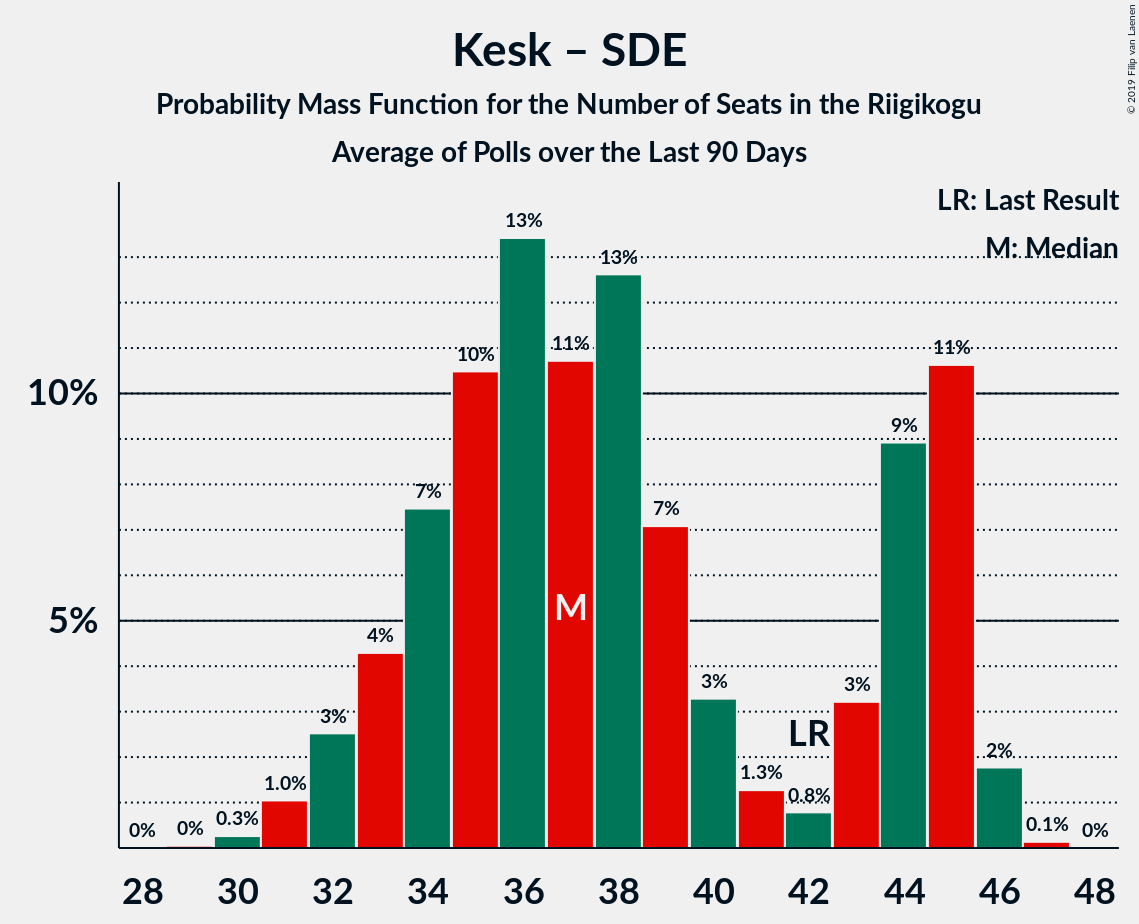 Kesk – SDE
Probability Mass Function for the Number of Seats in the Riigikogu
Average of Polls over the Last 90 Days
© 2019 Filip van Laenen
LR: Last Result
M: Median
10%
5%
0%
0%
0.3%
1.0%
3%
4%
7%
10%
13%
11%
13%
7%
3%
1.3%
0.8%
3%
9%
11%
2%
0.1%
0%
M
LR
28 30 32 34 36 38 40 42 44 46 48